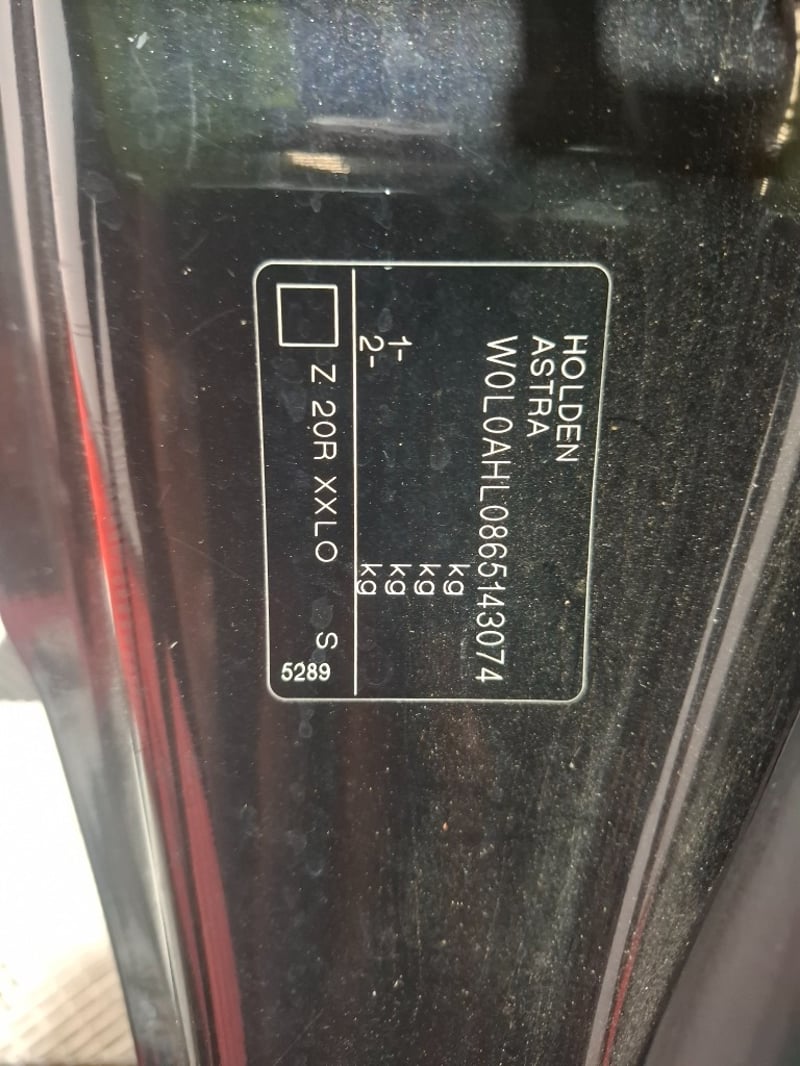 HOLDEN
ASTRA
W0L0AHL0865143074
kg
kg
1- kg
2- kg
Z 20R XXLO S
5289